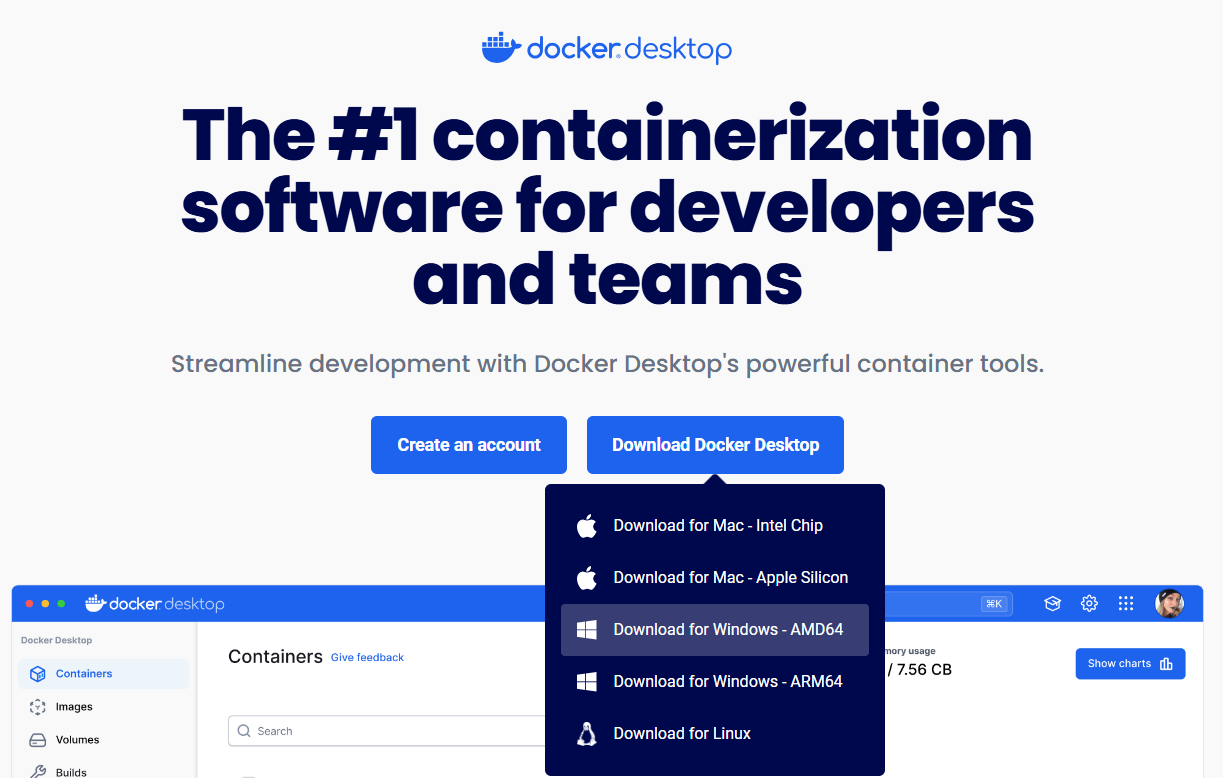 docker desktop
The #1 containerization
software for developers
and teams
Streamline development with Docker Desktop's powerful container tools.
Create an account
Download Docker Desktop
Download for Mac - Intel Chip
Download for Mac - Apple Silicon
Download for Windows - AMD64
Download for Windows - ARM64
Download for Linux
docker desktop
⌘K
Docker Desktop
Containers
Images
Volumes
Builds
Containers Give feedback
mory usage
/ 7.56 CB
Show charts
Search